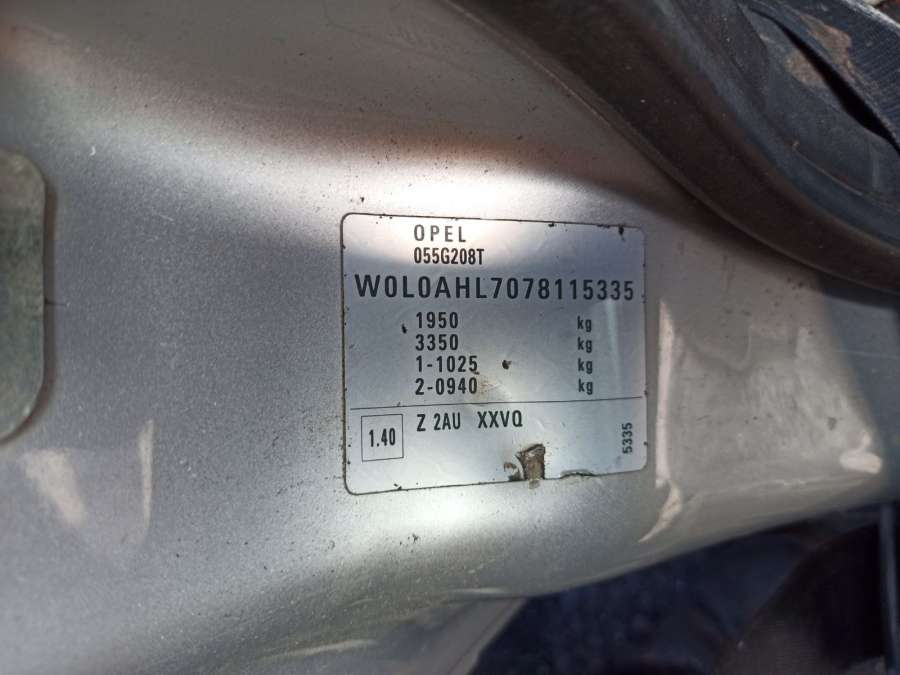 OPEL
055G208T
W0L0AHL7078115335
1950 kg
3350 kg
1-1025 kg
2-0940 kg
1.40 Z 2AU XXVQ
5335